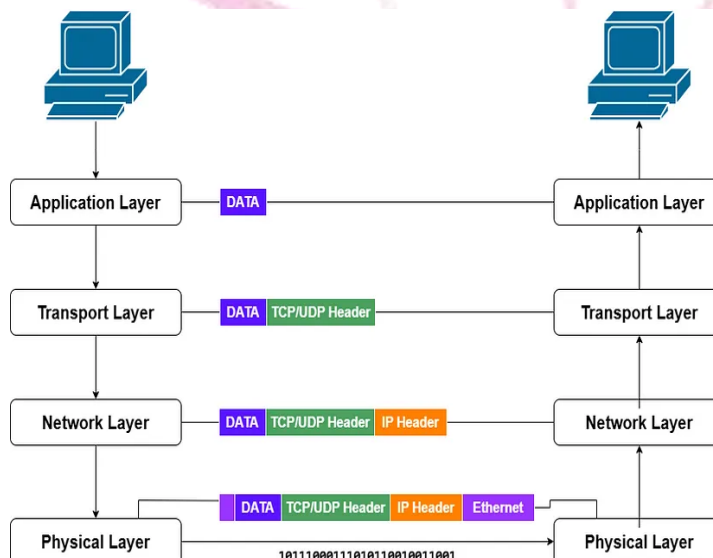 Application Layer DATA Application Layer
Transport Layer DATA TCP/UDP Header Transport Layer
Network Layer DATA TCP/UDP Header IP Header Network Layer
DATA TCP/UDP Header IP Header Ethernet
Physical Layer Physical Layer